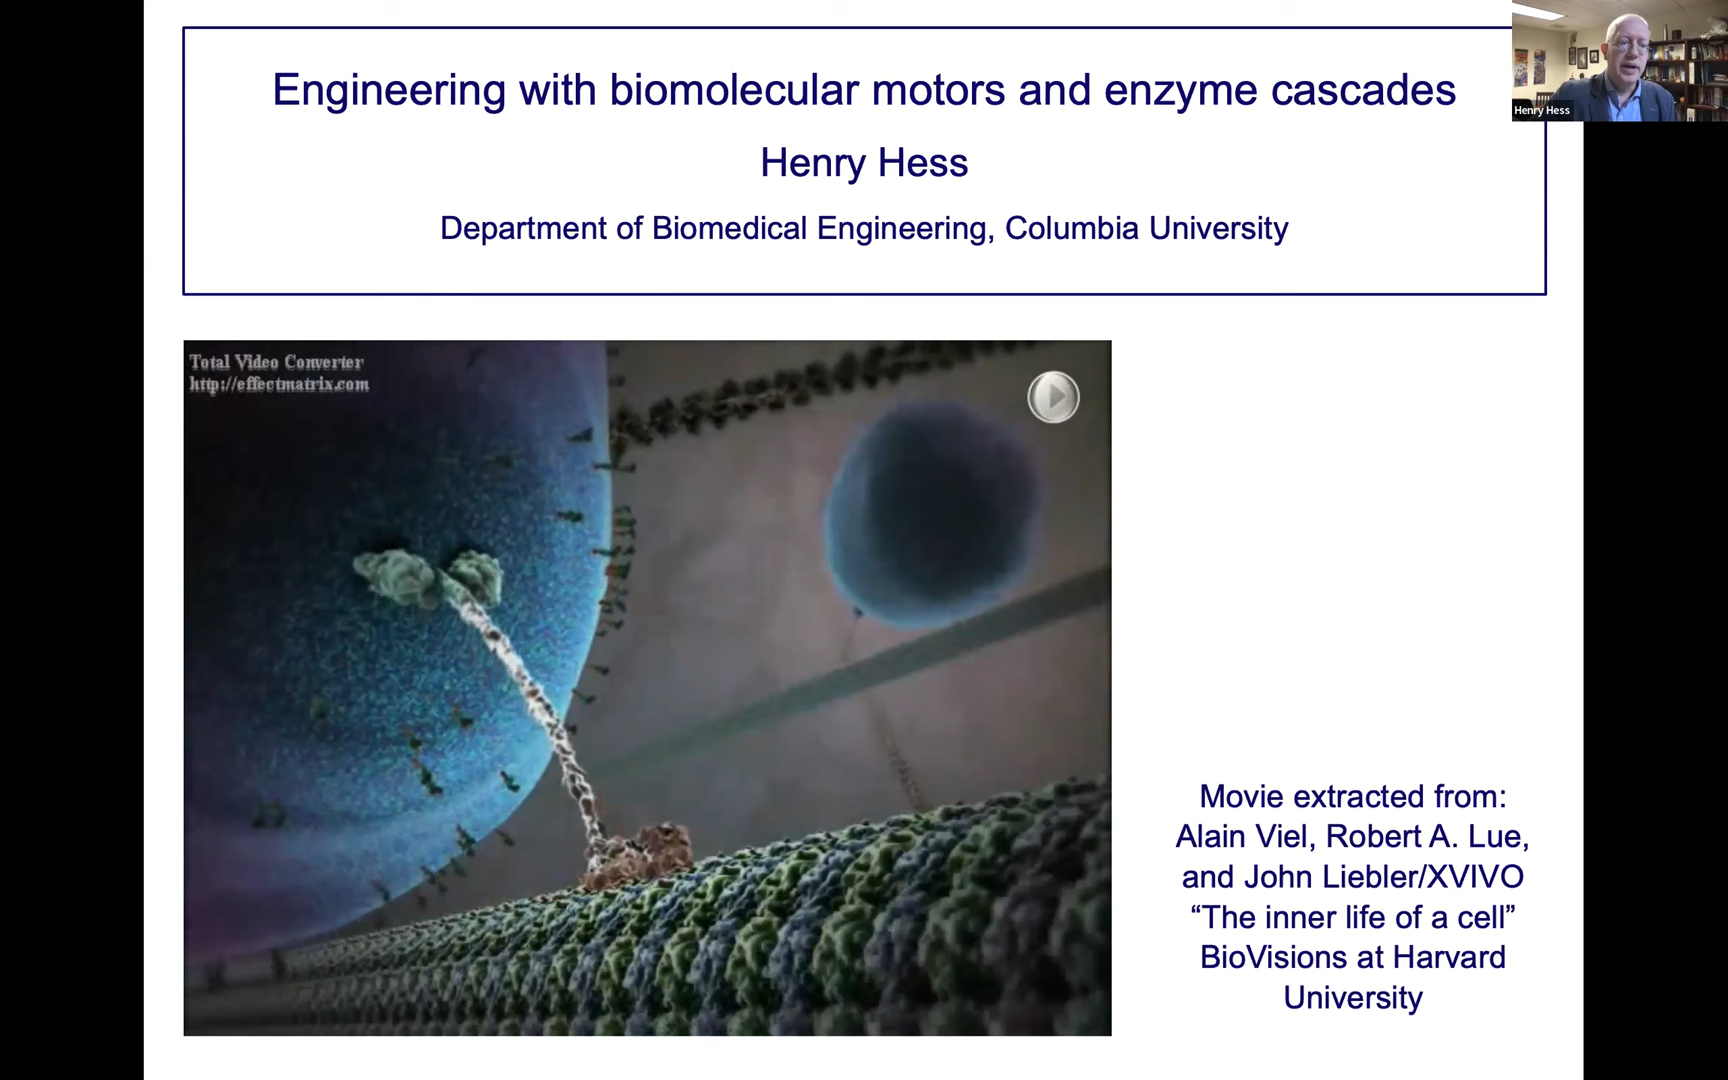 Engineering with biomolecular motors and enzyme cascades
Henry Hess
Department of Biomedical Engineering, Columbia University
Henry Hess
Total Video Converter
http://effectmatrix.com
Movie extracted from:
Alain Viel, Robert A. Lue,
and John Liebler/XVIVO
“The inner life of a cell”
BioVisions at Harvard
University